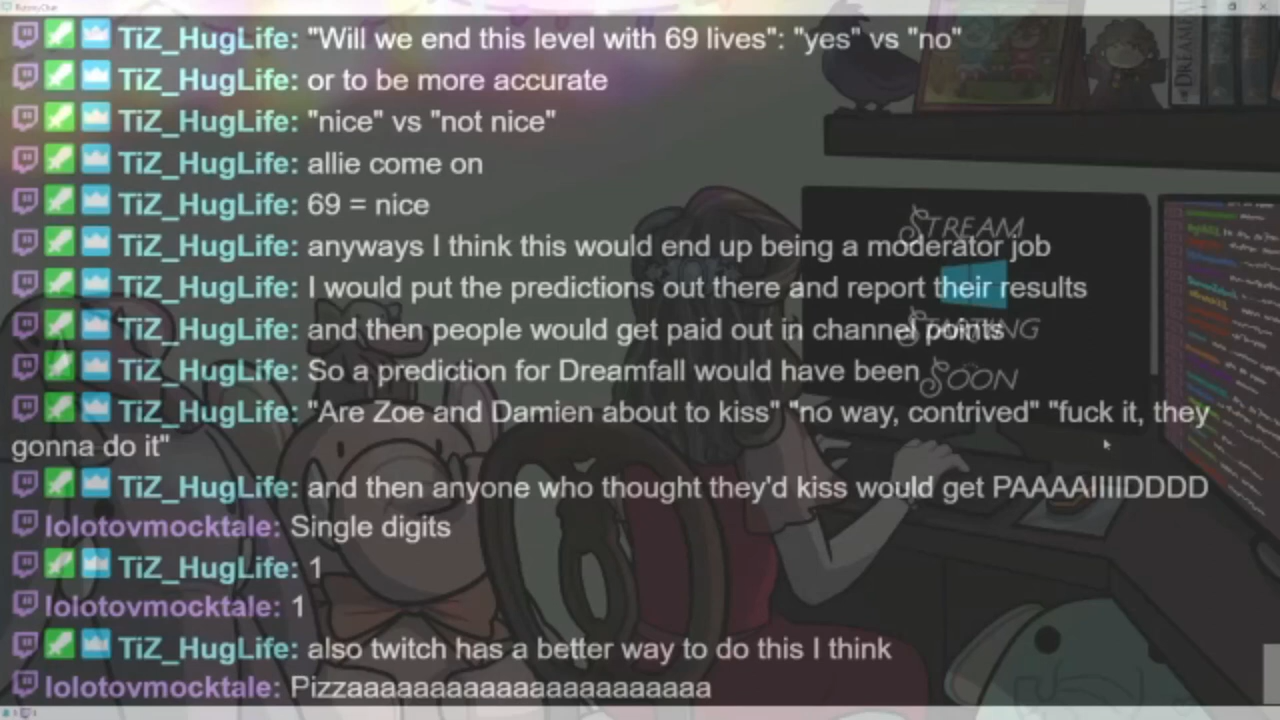 TiZ_HugLife: "Will we end this level with 69 lives": "yes" vs "no"
TiZ_HugLife: or to be more accurate
TiZ_HugLife: "nice" vs "not nice"
TiZ_HugLife: allie come on
TiZ_HugLife: 69 = nice
TiZ_HugLife: anyways I think this would end up being a moderator job
TiZ_HugLife: I would put the predictions out there and report their results
TiZ_HugLife: and then people would get paid out in channel points
TiZ_HugLife: So a prediction for Dreamfall would have been
TiZ_HugLife: "Are Zoe and Damien about to kiss" "no way, contrived" "fuck it, they
gonna do it"
TiZ_HugLife: and then anyone who thought they'd kiss would get PAAAAIIIIDDDD
lolotovmocktale: Single digits
TiZ_HugLife: 1
lolotovmocktale: 1
TiZ_HugLife: also twitch has a better way to do this I think
lolotovmocktale: Pizzaaaaaaaaaaaaaaaaaaaaaa
STREAM
STARTING
SOON